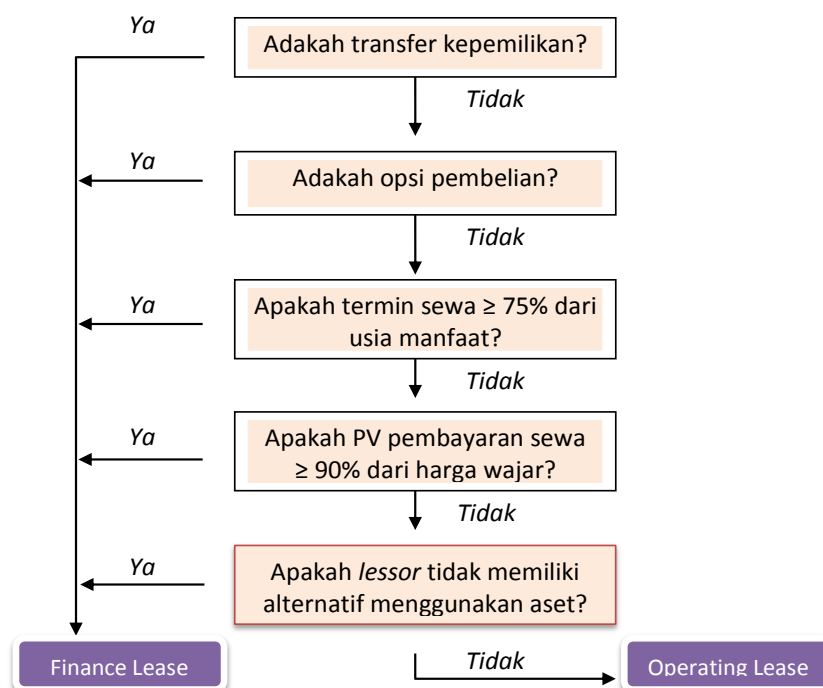 Ya
Adakah transfer kepemilikan?
Tidak
Ya
Adakah opsi pembelian?
Tidak
Ya
Apakah termin sewa ≥ 75% dari
usia manfaat?
Tidak
Ya
Apakah PV pembayaran sewa
≥ 90% dari harga wajar?
Tidak
Ya
Apakah lessor tidak memiliki
alternatif menggunakan aset?
Finance Lease
Tidak
Operating Lease